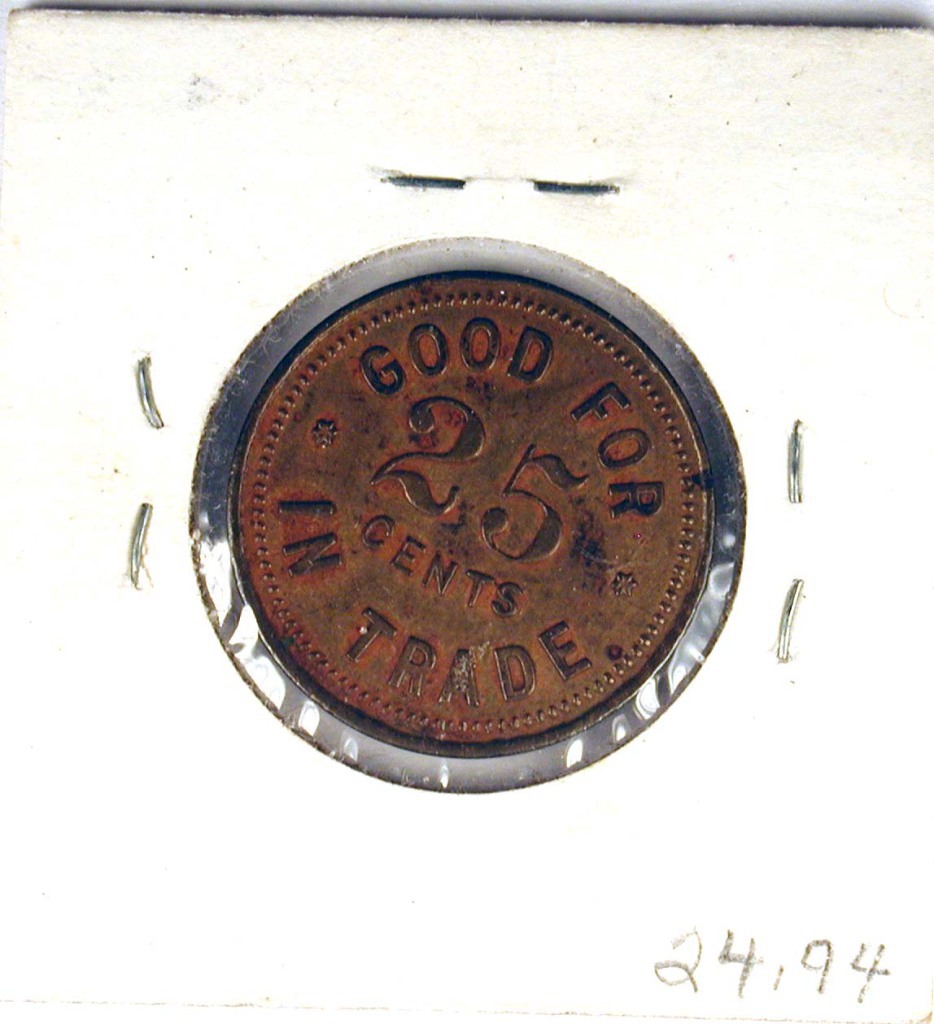 GOOD FOR
25
CENTS
IN TRADE
24.94